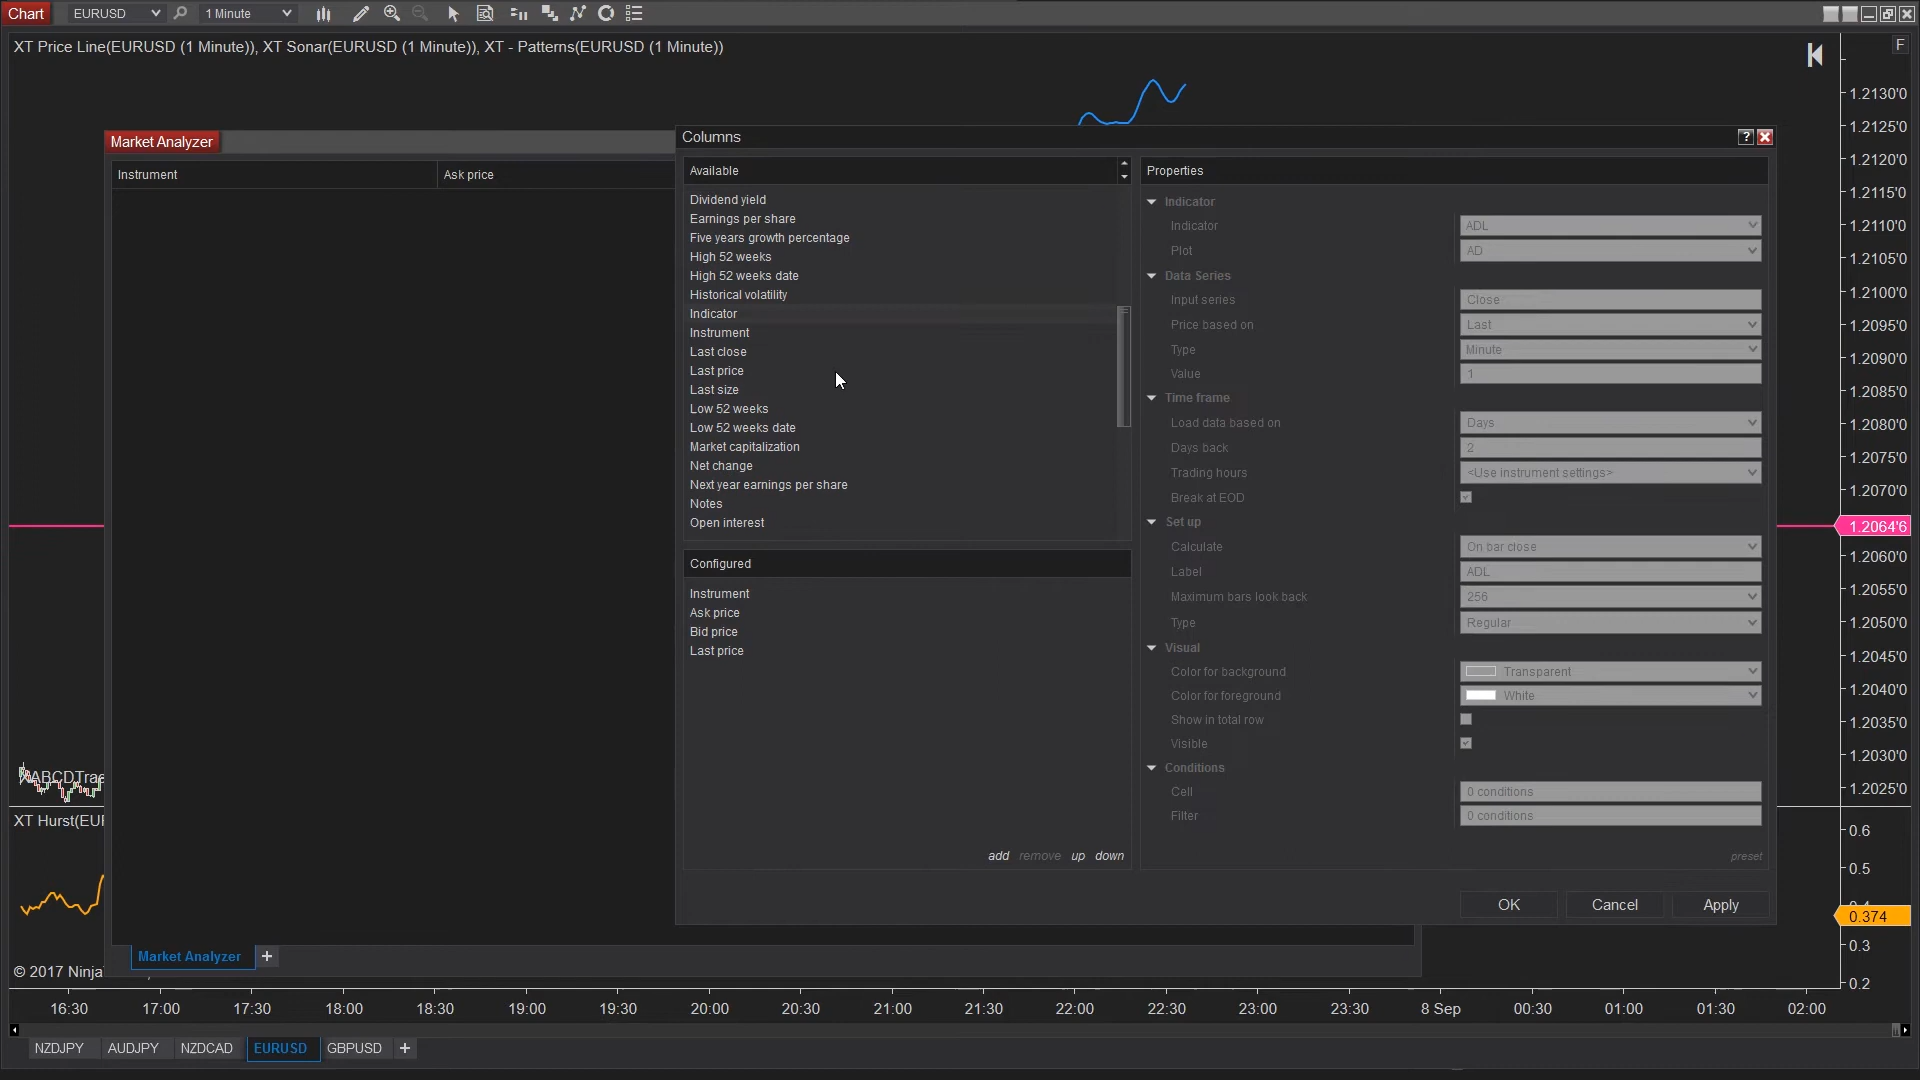 Chart EURUSD 1 Minute
XT Price Line(EURUSD (1 Minute)), XT Sonar(EURUSD (1 Minute)), XT - Patterns(EURUSD (1 Minute))
F
1.2130'0
1.2125'0
1.2120'0
1.2115'0
1.2110'0
1.2105'0
1.2100'0
1.2095'0
1.2090'0
1.2085'0
1.2080'0
1.2075'0
1.2070'0
1.2064'6
1.2060'0
1.2055'0
1.2050'0
1.2045'0
1.2040'0
1.2035'0
1.2030'0
1.2025'0
0.6
0.5
0.374
0.3
0.2
Market Analyzer
Instrument Ask price
Columns ?
Available
Dividend yield
Earnings per share
Five years growth percentage
High 52 weeks
High 52 weeks date
Historical volatility
Indicator
Instrument
Last close
Last price
Last size
Low 52 weeks
Low 52 weeks date
Market capitalization
Net change
Next year earnings per share
Notes
Open interest
Configured
Instrument
Ask price
Bid price
Last price
add remove up down
Properties
Indicator
Indicator ADL
Plot AD
Data Series
Input series Close
Price based on Last
Type Minute
Value 1
Time frame
Load data based on Days
Days back 2
Trading hours <Use instrument settings>
Break at EOD
Set up
Calculate On bar close
Label ADL
Maximum bars look back 256
Type Regular
Visual
Color for background Transparent
Color for foreground White
Show in total row
Visible
Conditions
Cell 0 conditions
Filter 0 conditions
preset
OK Cancel Apply
XABCDTrad
XT Hurst(EUR
Market Analyzer +
© 2017 Ninja
16:30 17:00 17:30 18:00 18:30 19:00 19:30 20:00 20:30 21:00 21:30 22:00 22:30 23:00 23:30 8 Sep 00:30 01:00 01:30 02:00
NZDJPY AUDJPY NZDCAD EURUSD GBPUSD +